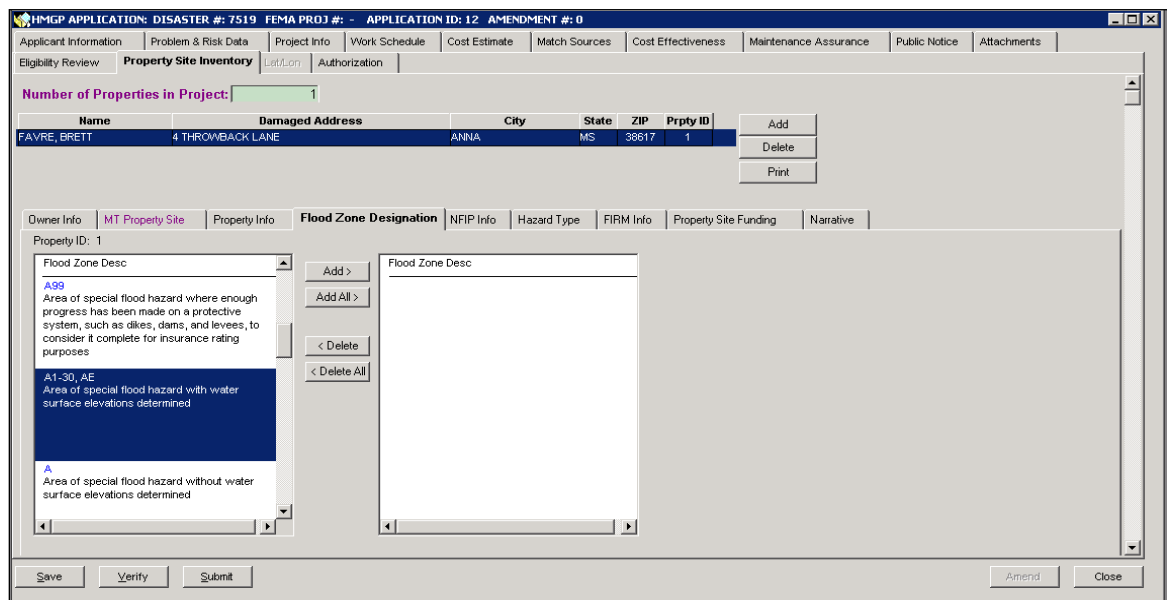 HMGP APPLICATION: DISASTER #: 7519 FEMA PROJ #: - APPLICATION ID: 12 AMENDMENT #: 0
Applicant Information Problem & Risk Data Project Info Work Schedule Cost Estimate Match Sources Cost Effectiveness Maintenance Assurance Public Notice Attachments
Eligibility Review Property Site Inventory Lat/Lon Authorization
Number of Properties in Project: 1
Name Damaged Address City State ZIP Prpty ID
FAVRE, BRETT 4 THROWBACK LANE ANNA MS 38617 1
Add
Delete
Print
Owner Info MT Property Site Property Info Flood Zone Designation NFIP Info Hazard Type FIRM Info Property Site Funding Narrative
Property ID: 1
Flood Zone Desc
A99
Area of special flood hazard where enough
progress has been made on a protective
system, such as dikes, dams, and levees, to
consider it complete for insurance rating
purposes
A1-30, AE
Area of special flood hazard with water
surface elevations determined
A
Area of special flood hazard without water
surface elevations determined
Add >
Add All >
< Delete
< Delete All
Flood Zone Desc
Save Verify Submit Amend Close